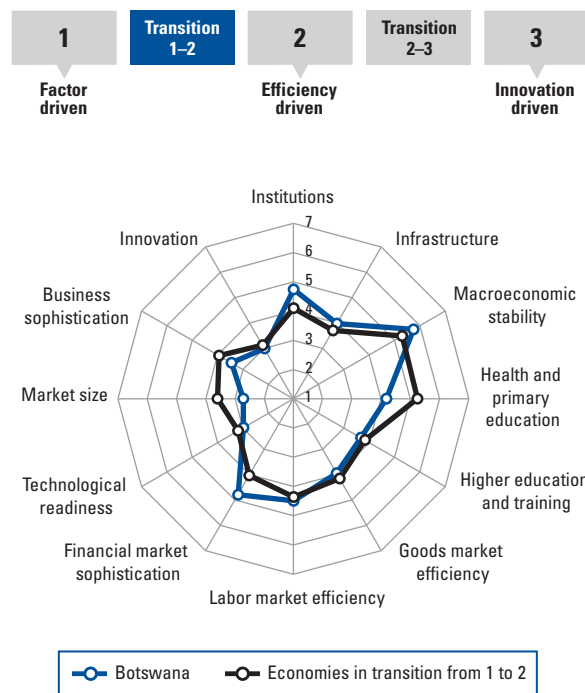 1
Transition
1–2
2
Transition
2–3
3
Factor
driven
Efficiency
driven
Innovation
driven
Institutions
7
6
5
4
3
2
1
Infrastructure
Macroeconomic
stability
Health and
primary
education
Higher education
and training
Goods market
efficiency
Labor market efficiency
Financial market
sophistication
Technological
readiness
Market size
Business
sophistication
Innovation
Botswana
Economies in transition from 1 to 2